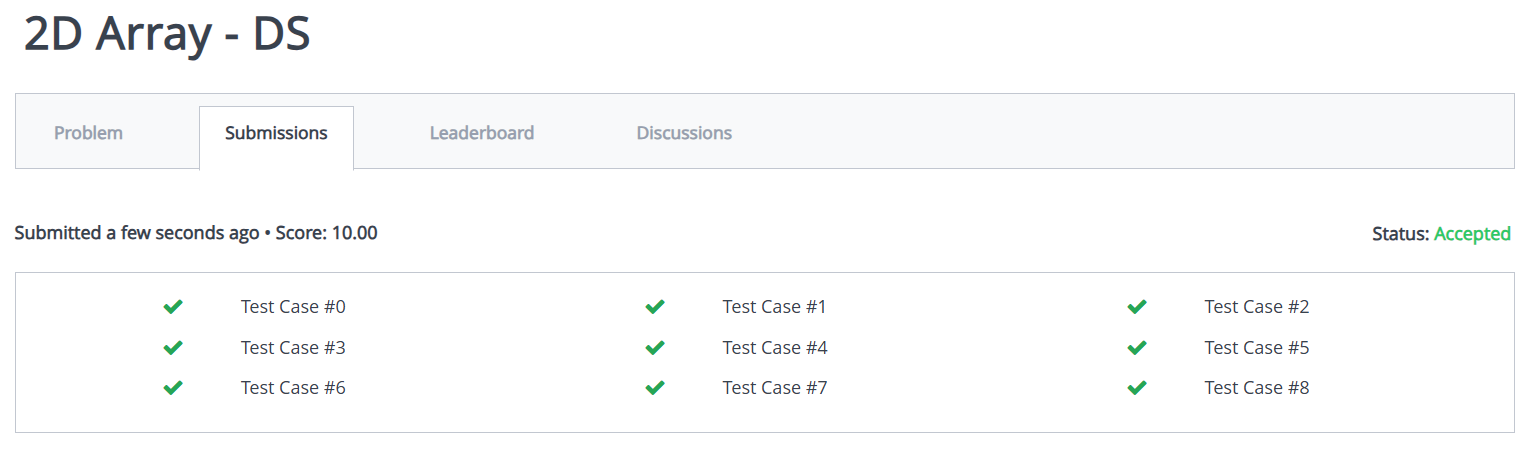 2D Array - DS
Problem Submissions Leaderboard Discussions
Submitted a few seconds ago • Score: 10.00 Status: Accepted
Test Case #0 Test Case #1 Test Case #2
Test Case #3 Test Case #4 Test Case #5
Test Case #6 Test Case #7 Test Case #8